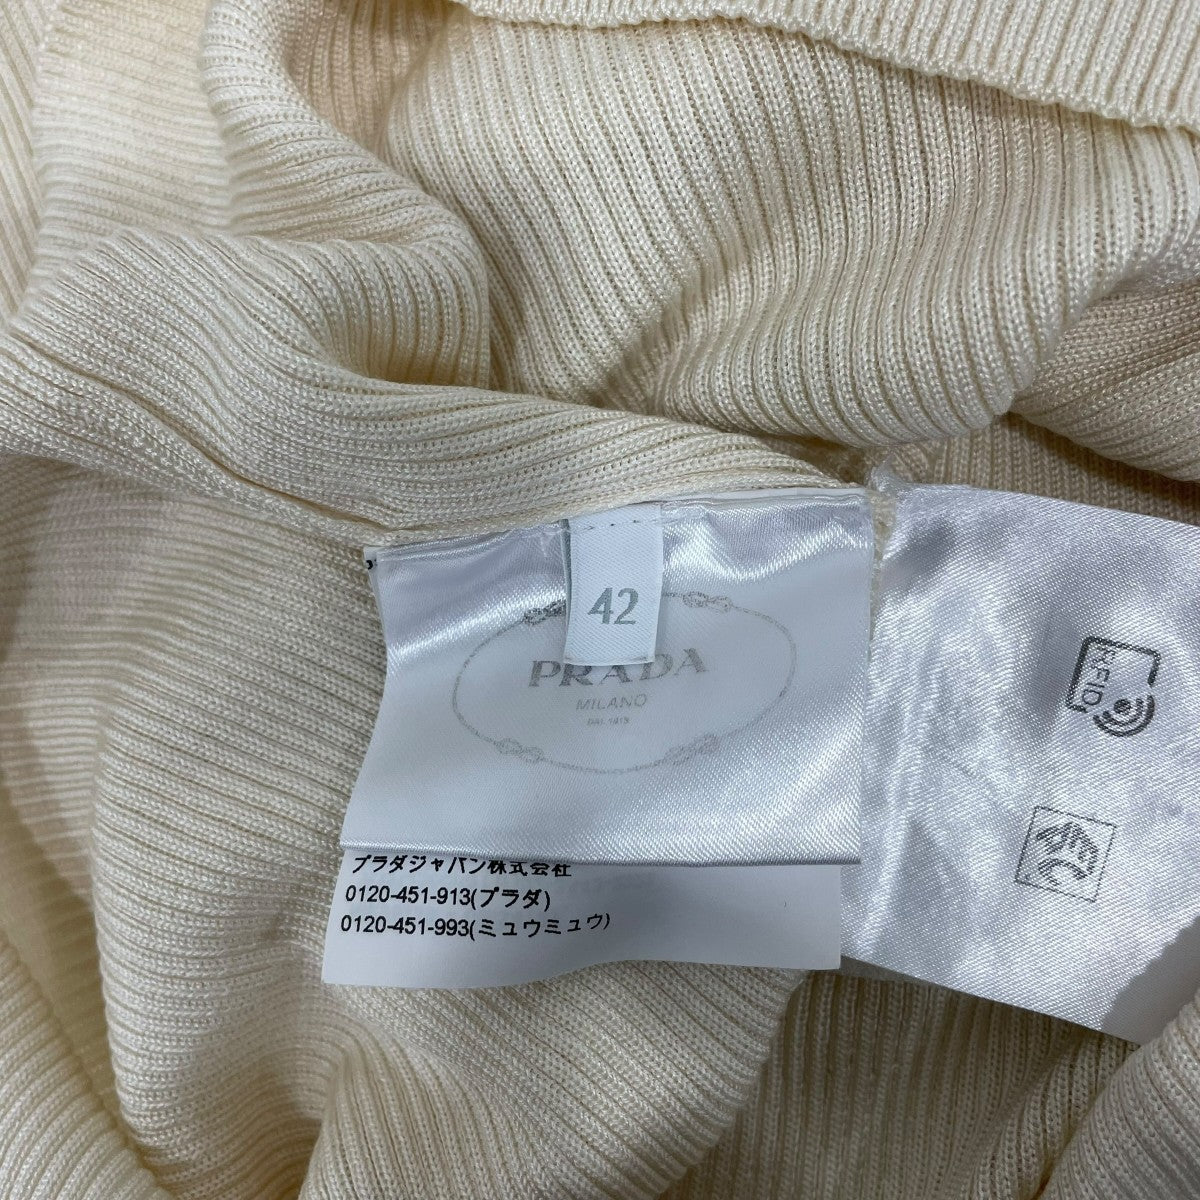 42
PRADA
MILANO
DAL 1913
プラダジャパン株式会社
0120-451-913(プラダ)
0120-451-993(ミュウミュウ)
RFID